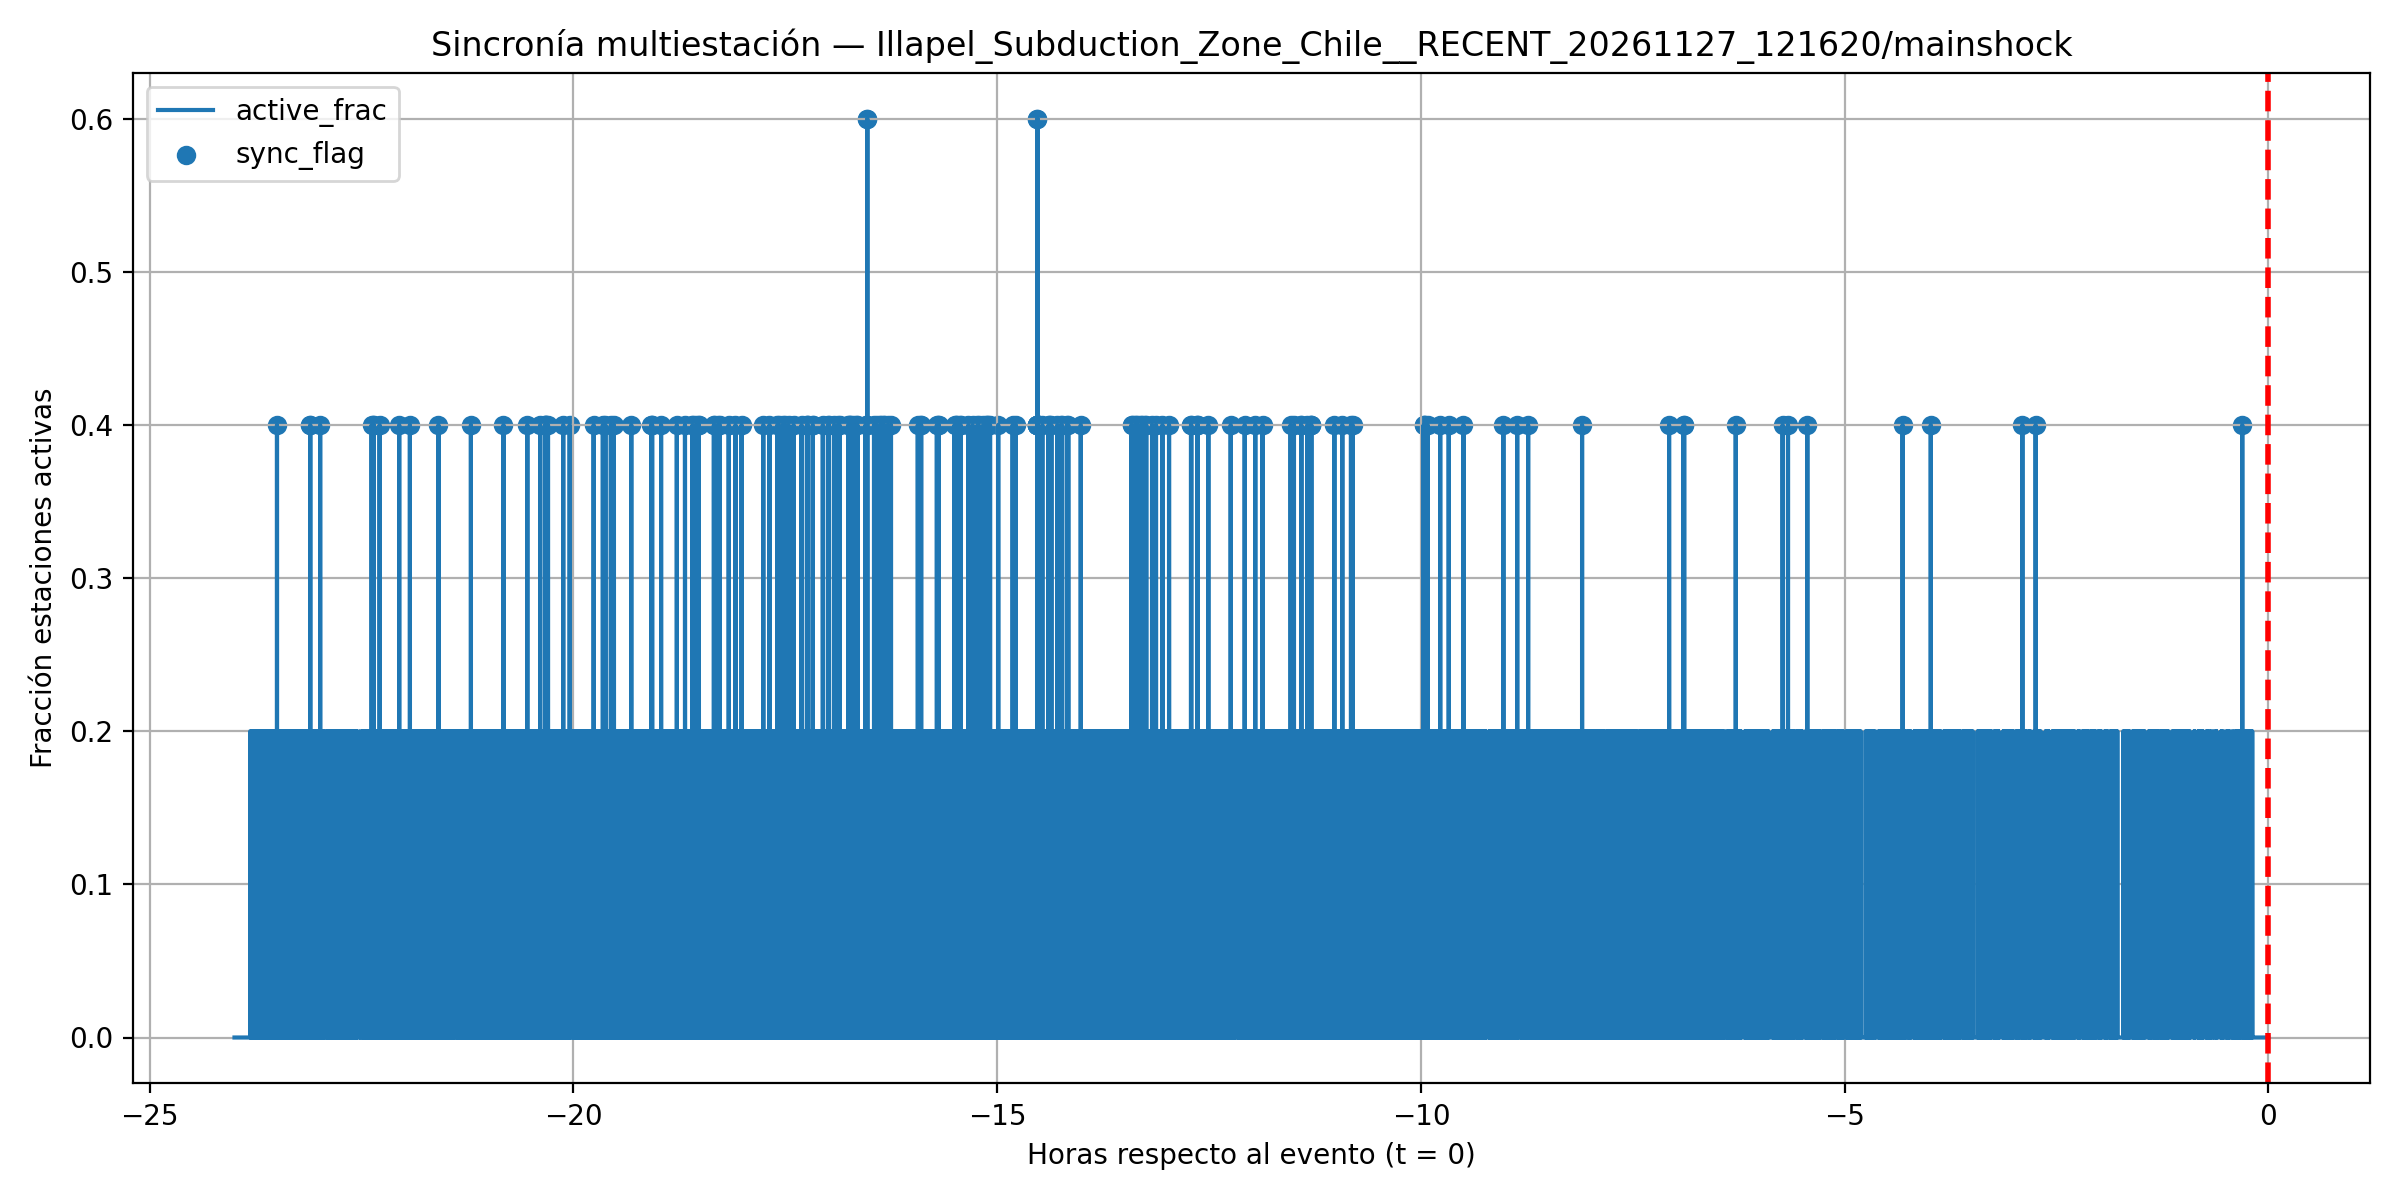 Sincronía multiestación — Illapel_Subduction_Zone_Chile__RECENT_20261127_121620/mainshock
active_frac
sync_flag
Fracción estaciones activas
0.6
0.5
0.4
0.3
0.2
0.1
0.0
−25 −20 −15 −10 −5 0
Horas respecto al evento (t = 0)